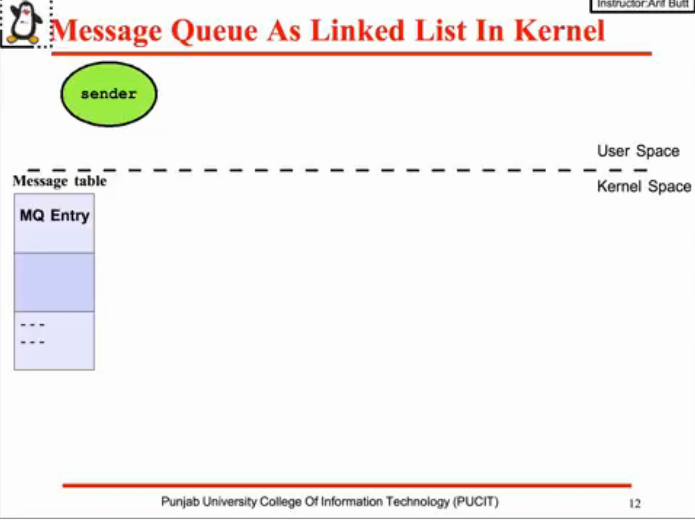 Instructor:Arif Butt
Message Queue As Linked List In Kernel
sender
User Space
Message table
Kernel Space
MQ Entry
---
---
Punjab University College Of Information Technology (PUCIT)
12